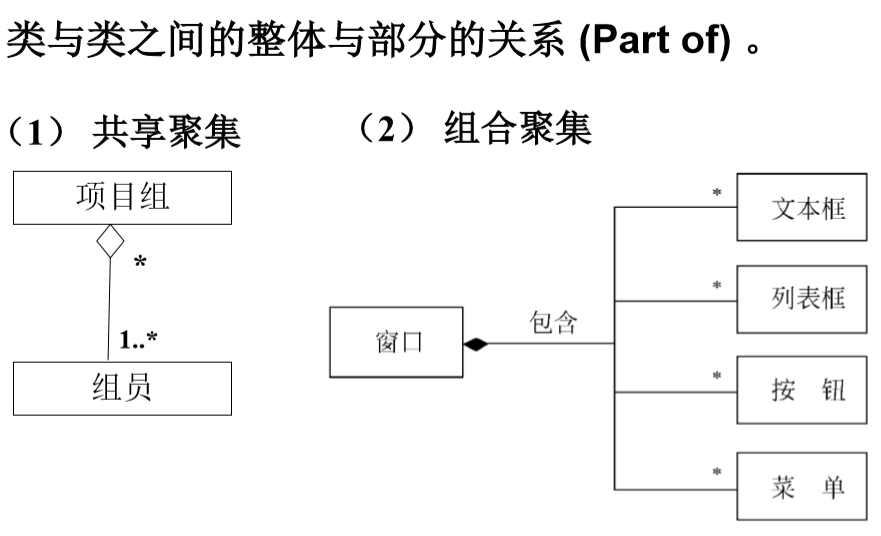 类与类之间的整体与部分的关系 (Part of) 。
（1） 共享聚集
（2） 组合聚集
项目组
*
1..*
组员
窗口
包含
*
文本框
*
列表框
*
按 钮
*
菜 单